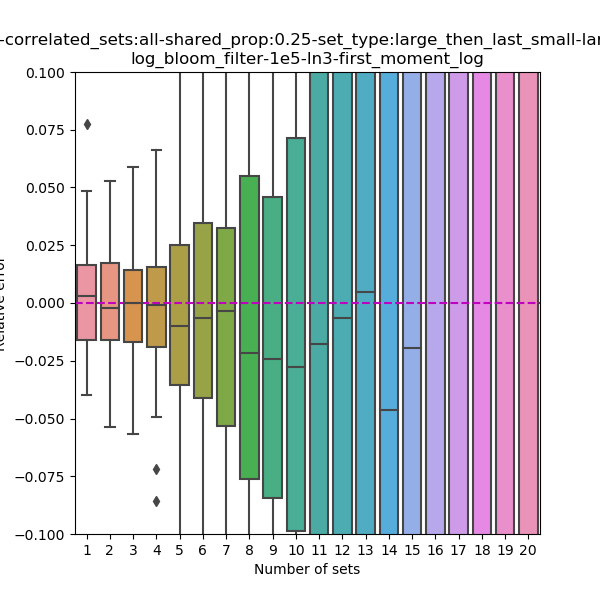 -correlated_sets:all-shared_prop:0.25-set_type:large_then_last_small-lar
log_bloom_filter-1e5-ln3-first_moment_log
0.100
0.075
0.050
0.025
0.000
−0.025
−0.050
−0.075
−0.100
Relative error
1 2 3 4 5 6 7 8 9 10 11 12 13 14 15 16 17 18 19 20
Number of sets